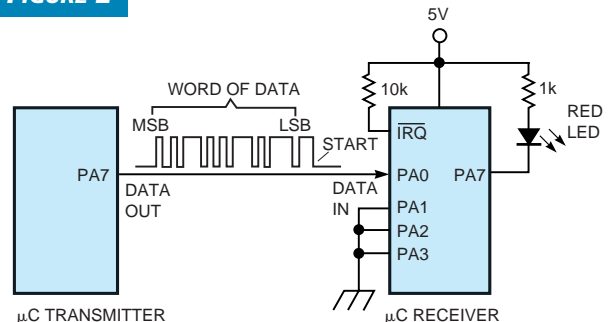 FIGURE 2
5V
WORD OF DATA
10k
1k
MSB
LSB
START
IRQ
RED
LED
PA7
DATA
OUT
DATA
IN
PA0
PA7
PA1
PA2
PA3
μC TRANSMITTER
μC RECEIVER